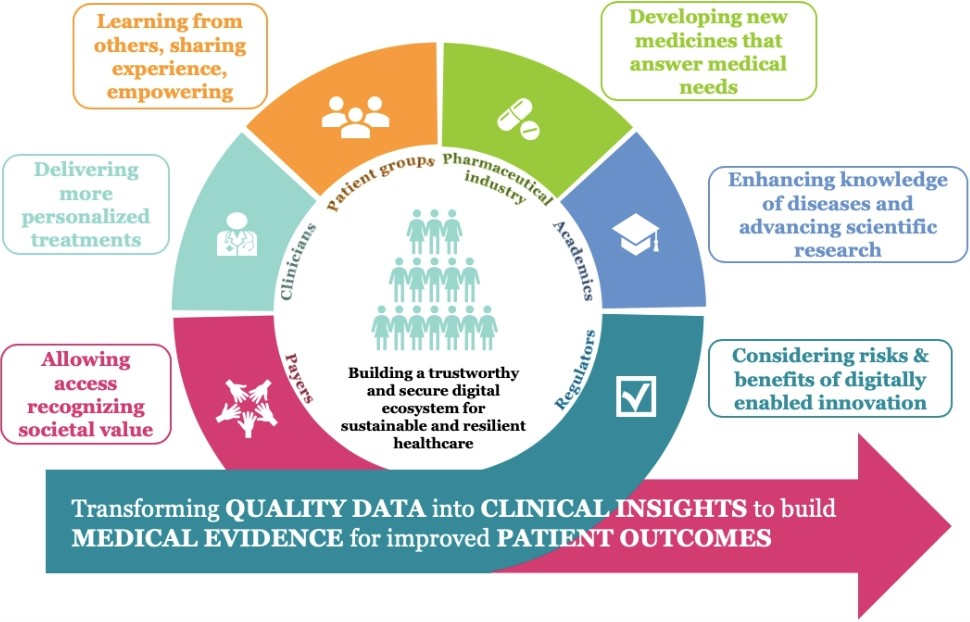 Learning from
others, sharing
experience,
empowering
Developing new
medicines that
answer medical
needs
Delivering
more
personalized
treatments
Enhancing knowledge
of diseases and
advancing scientific
research
Allowing
access
recognizing
societal value
Considering risks &
benefits of digitally
enabled innovation
Patient groups
Pharmaceutical
industry
Clinicians
Academics
Payers
Regulators
Building a trustworthy
and secure digital
ecosystem for
sustainable and resilient
healthcare
Transforming QUALITY DATA into CLINICAL INSIGHTS to build
MEDICAL EVIDENCE for improved PATIENT OUTCOMES